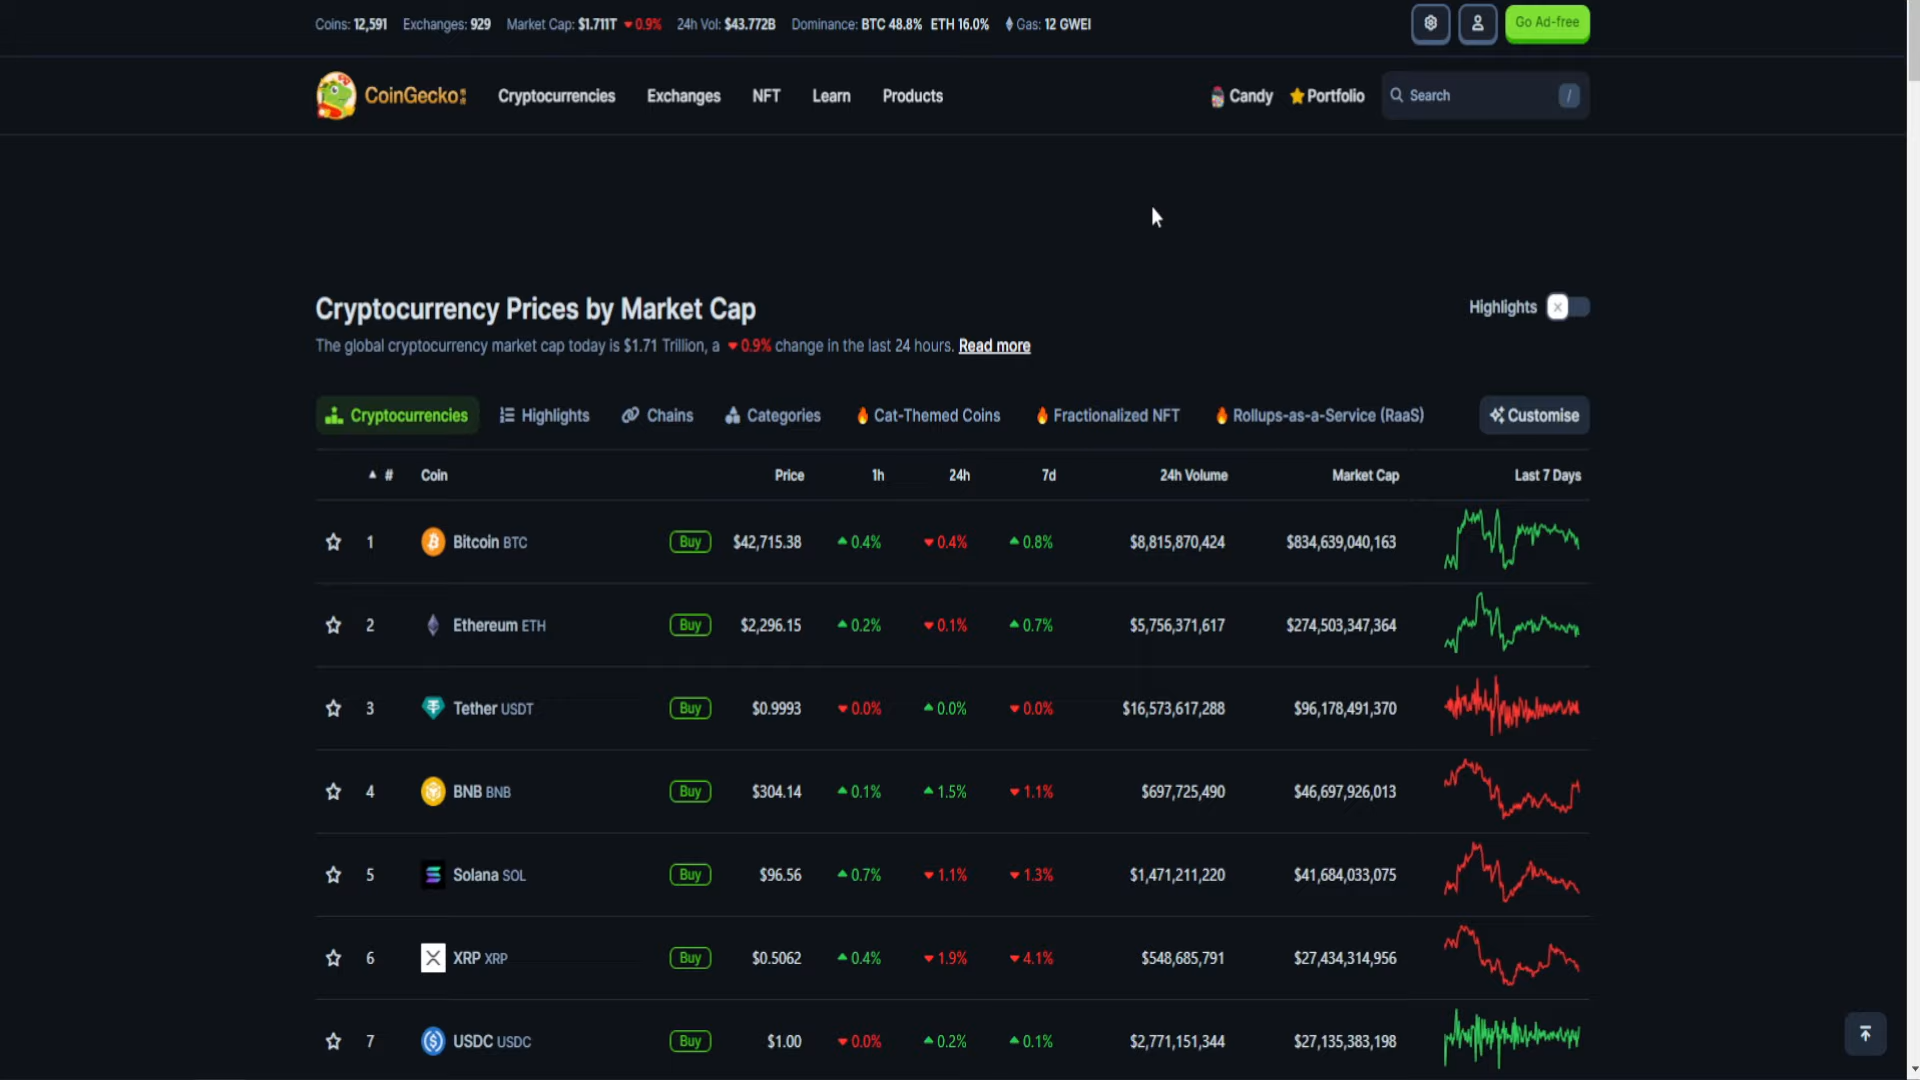 Coins: 12,591 Exchanges: 929 Market Cap: $1.711T 0.9% 24h Vol: $43.772B Dominance: BTC 48.8% ETH 16.0% Gas: 12 GWEI Go Ad-free
CoinGecko Cryptocurrencies Exchanges NFT Learn Products Candy Portfolio Search /
Cryptocurrency Prices by Market Cap Highlights
The global cryptocurrency market cap today is $1.71 Trillion, a 0.9% change in the last 24 hours. Read more
Cryptocurrencies Highlights Chains Categories Cat-Themed Coins Fractionalized NFT Rollups-as-a-Service (RaaS) Customise
# Coin Price 1h 24h 7d 24h Volume Market Cap Last 7 Days
1 Bitcoin BTC Buy $42,715.38 0.4% 0.4% 0.8% $8,815,870,424 $834,639,040,163
2 Ethereum ETH Buy $2,296.15 0.2% 0.1% 0.7% $5,756,371,617 $274,503,347,364
3 Tether USDT Buy $0.9993 0.0% 0.0% 0.0% $16,573,617,288 $96,178,491,370
4 BNB BNB Buy $304.14 0.1% 1.5% 1.1% $697,725,490 $46,697,926,013
5 Solana SOL Buy $96.56 0.7% 1.1% 1.3% $1,471,211,220 $41,684,033,075
6 XRP XRP Buy $0.5062 0.4% 1.9% 4.1% $548,685,791 $27,434,314,956
7 USDC USDC Buy $1.00 0.0% 0.2% 0.1% $2,771,151,344 $27,135,383,198